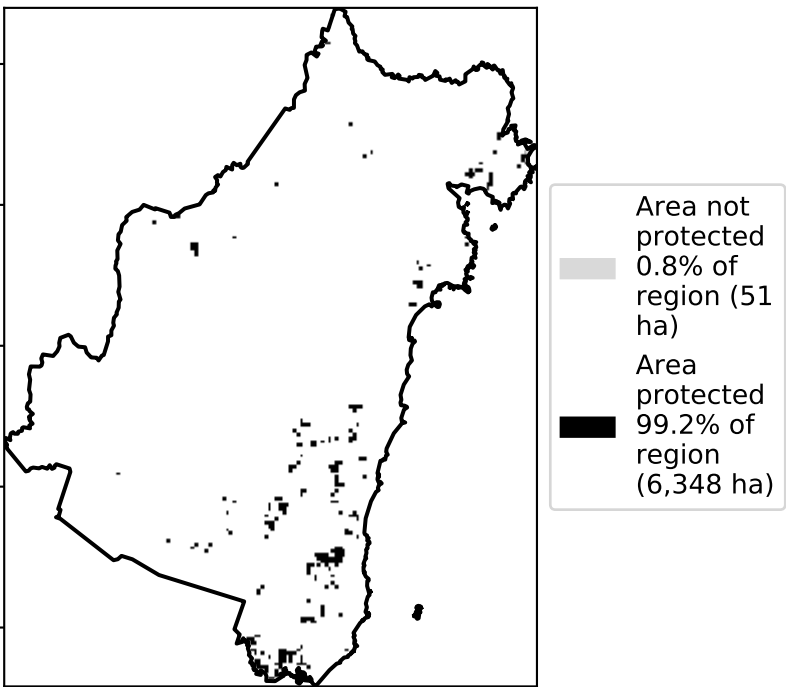 Area not
protected
0.8% of
region (51
ha)
Area
protected
99.2% of
region
(6,348 ha)